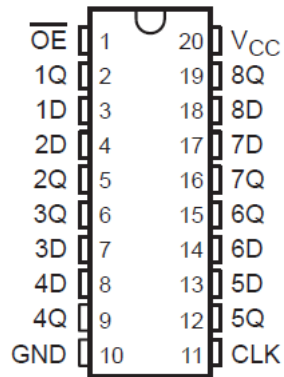 O̅E̅ 1 20 VCC
1Q 2 19 8Q
1D 3 18 8D
2D 4 17 7D
2Q 5 16 7Q
3Q 6 15 6Q
3D 7 14 6D
4D 8 13 5D
4Q 9 12 5Q
GND 10 11 CLK